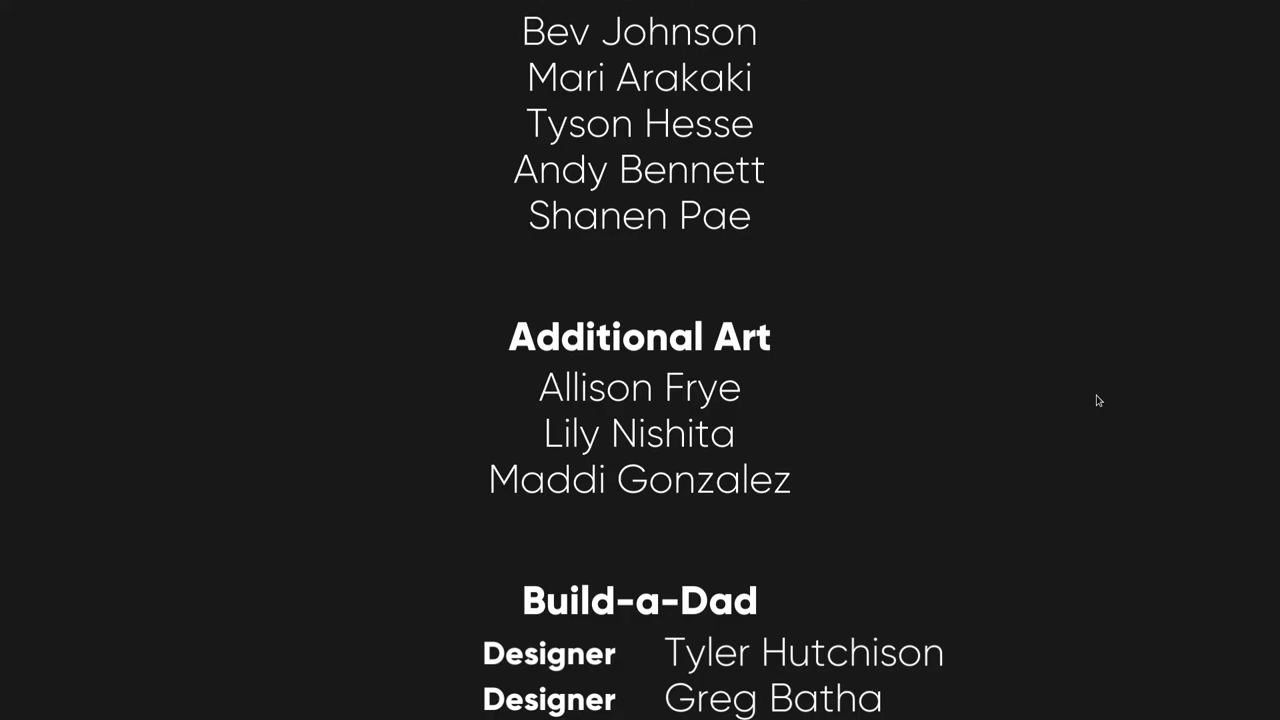 Bev Johnson
Mari Arakaki
Tyson Hesse
Andy Bennett
Shanen Pae
Additional Art
Allison Frye
Lily Nishita
Maddi Gonzalez
Build-a-Dad
Designer Tyler Hutchison
Designer Greg Batha